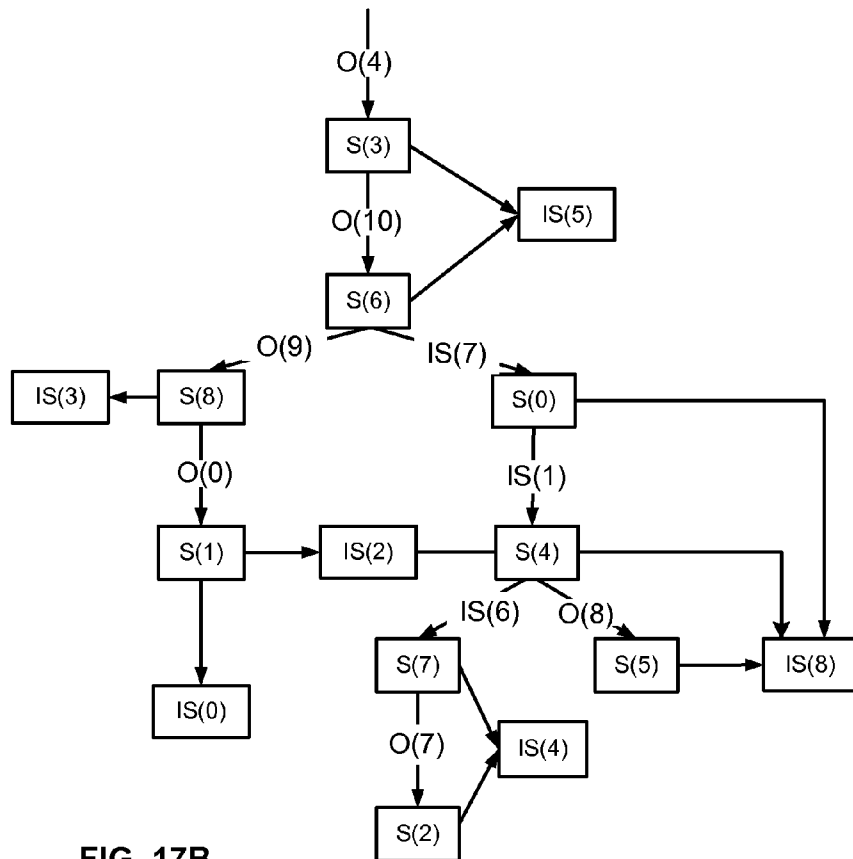 O(4)
S(3)
IS(5)
O(10)
S(6)
O(9)
IS(7)
IS(3)
S(8)
S(0)
O(0)
IS(1)
S(1)
IS(2)
S(4)
IS(6)
O(8)
S(7)
S(5)
IS(8)
IS(0)
O(7)
IS(4)
S(2)
FIG. 17B